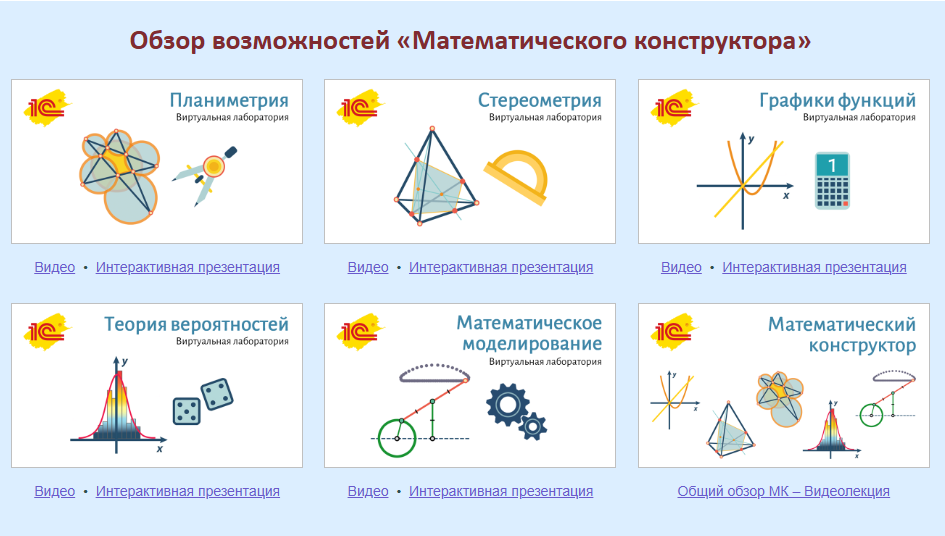 Обзор возможностей «Математического конструктора»
1С
Планиметрия
Виртуальная лаборатория
1С
Стереометрия
Виртуальная лаборатория
1С
Графики функций
Виртуальная лаборатория
y
x
1
Видео • Интерактивная презентация
Видео • Интерактивная презентация
Видео • Интерактивная презентация
1С
Теория вероятностей
Виртуальная лаборатория
y
x
1С
Математическое
моделирование
Виртуальная лаборатория
1С
Математический
конструктор
y
x
y
x
Видео • Интерактивная презентация
Видео • Интерактивная презентация
Общий обзор МК – Видеолекция